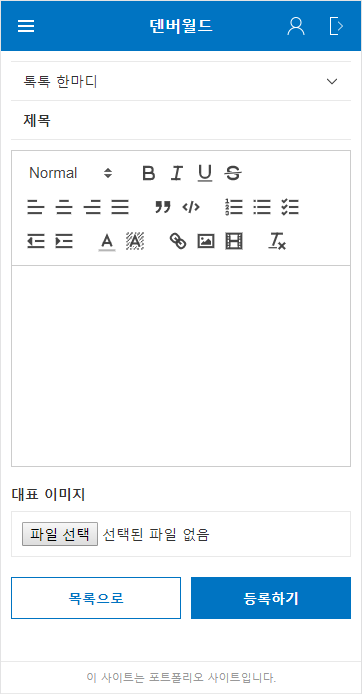 덴버월드
톡톡 한마디
제목
Normal
B I U S
A A
대표 이미지
파일 선택 선택된 파일 없음
목록으로 등록하기
이 사이트는 포트폴리오 사이트입니다.